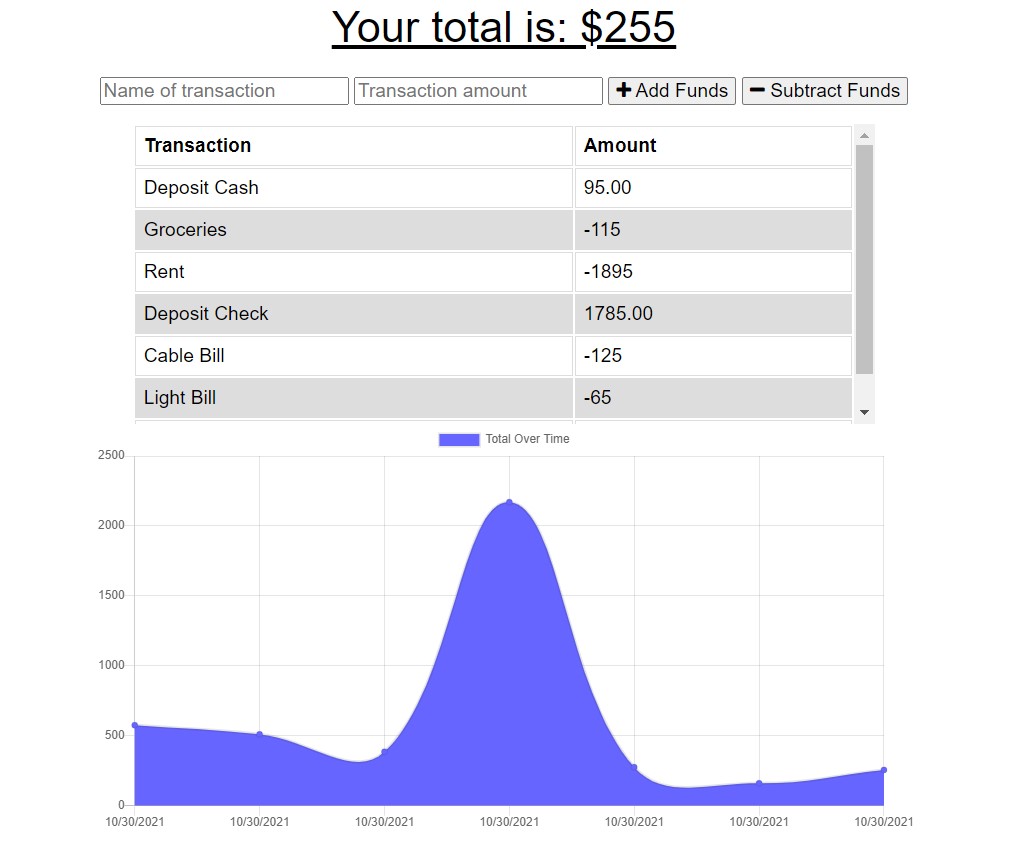 Your total is: $255
Name of transaction Transaction amount Add Funds Subtract Funds
Transaction Amount
Deposit Cash 95.00
Groceries -115
Rent -1895
Deposit Check 1785.00
Cable Bill -125
Light Bill -65
Total Over Time
2500
2000
1500
1000
500
0
10/30/2021 10/30/2021 10/30/2021 10/30/2021 10/30/2021 10/30/2021 10/30/2021